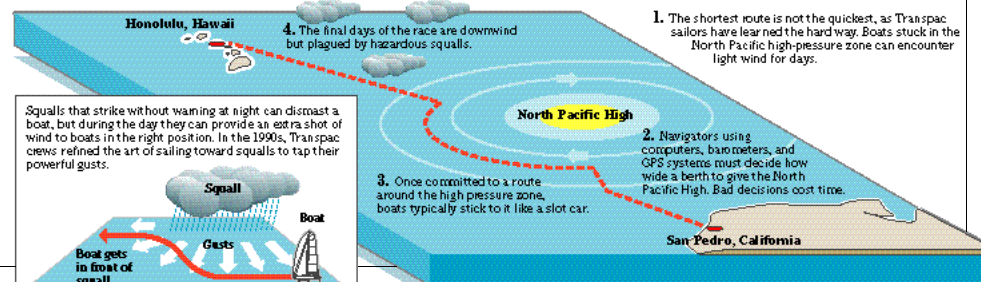 Honolulu, Hawaii
4. The final days of the race are downwind
but plagued by hazardous squalls.
1. The shortest route is not the quickest, as Transpac
sailors have learned the hard way. Boats stuck in the
North Pacific high-pressure zone can encounter
light wind for days.
North Pacific High
2. Navigators using
computers, barometers, and
GPS systems must decide how
wide a berth to give the North
Pacific High. Bad decisions cost time.
3. Once committed to a route
around the high pressure zone,
boats typically stick to it like a slot car.
San Pedro, California
Squalls that strike without warning at night can dismast a
boat, but during the day they can provide an extra shot of
wind to boats in the right position. In the 1990s, Transpac
crews refined the art of sailing toward squalls to tap their
powerful gusts.
Squall
Boat
Gusts
Boat gets
in front of
squall